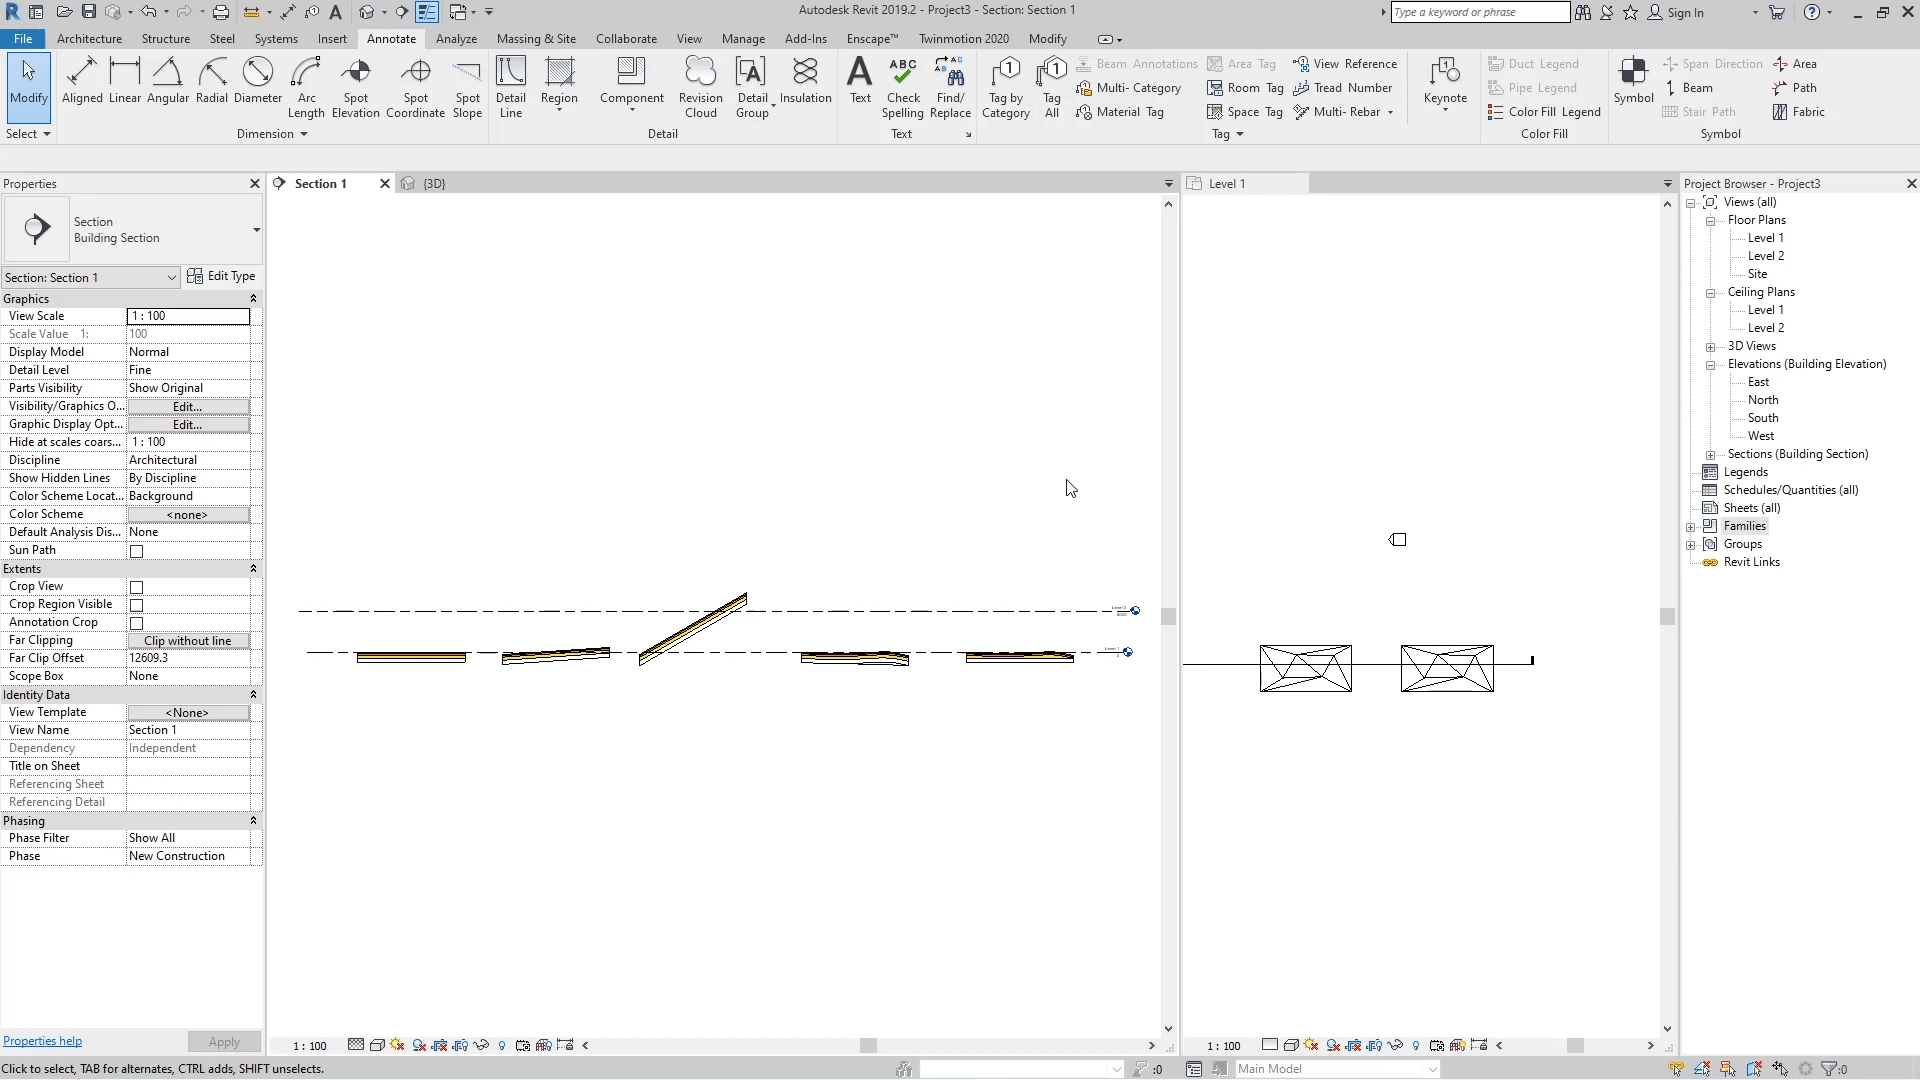 Autodesk Revit 2019.2 - Project3 - Section: Section 1
Type a keyword or phrase
Sign In
File Architecture Structure Steel Systems Insert Annotate Analyze Massing & Site Collaborate View Manage Add-Ins Enscape™ Twinmotion 2020 Modify
Modify
Aligned
Linear
Angular
Radial
Diameter
Arc
Length
Spot
Elevation
Spot
Coordinate
Spot
Slope
Detail
Line
Region
Component
Revision
Cloud
Detail
Group
Insulation
Text
Check
Spelling
Find/
Replace
Tag by
Category
Tag
All
Beam Annotations
Multi- Category
Material Tag
Area Tag
Room Tag
Space Tag
View Reference
Tread Number
Multi- Rebar
Keynote
Duct Legend
Pipe Legend
Color Fill Legend
Symbol
Span Direction
Beam
Stair Path
Area
Path
Fabric
Select
Dimension
Detail
Text
Tag
Color Fill
Symbol
Properties
Section
Building Section
Section: Section 1
Edit Type
Graphics
View Scale 1 : 100
Scale Value 1: 100
Display Model Normal
Detail Level Fine
Parts Visibility Show Original
Visibility/Graphics O... Edit...
Graphic Display Opt... Edit...
Hide at scales coars... 1 : 100
Discipline Architectural
Show Hidden Lines By Discipline
Color Scheme Locat... Background
Color Scheme <none>
Default Analysis Dis... None
Sun Path
Extents
Crop View
Crop Region Visible
Annotation Crop
Far Clipping Clip without line
Far Clip Offset 12609.3
Scope Box None
Identity Data
View Template <None>
View Name Section 1
Dependency Independent
Title on Sheet
Referencing Sheet
Referencing Detail
Phasing
Phase Filter Show All
Phase New Construction
Properties help
Apply
Section 1
{3D}
Level 1
1 : 100
1 : 100
Project Browser - Project3
Views (all)
Floor Plans
Level 1
Level 2
Site
Ceiling Plans
Level 1
Level 2
3D Views
Elevations (Building Elevation)
East
North
South
West
Sections (Building Section)
Legends
Schedules/Quantities (all)
Sheets (all)
Families
Groups
Revit Links
Click to select, TAB for alternates, CTRL adds, SHIFT unselects.
:0
Main Model
:0